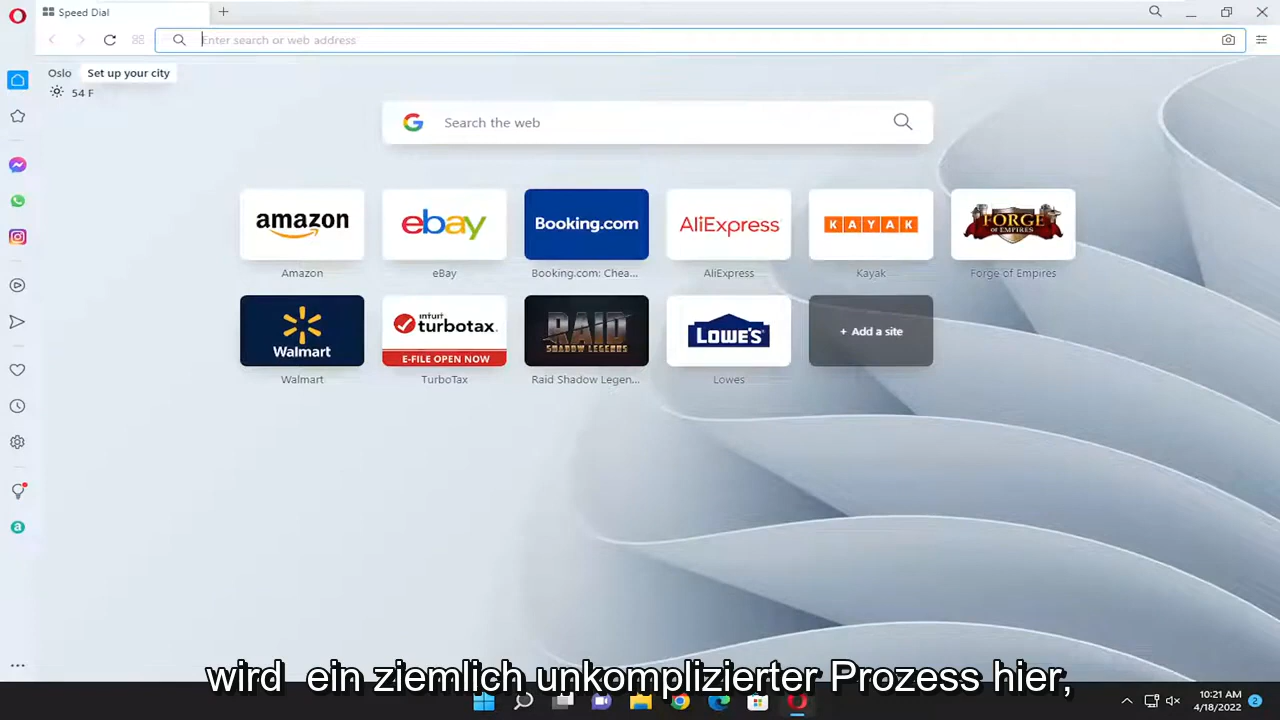 Speed Dial
Enter search or web address
Oslo
Set up your city
54 F
Search the web
amazon
ebay
Booking.com
AliExpress
KAYAK
FORGE OF EMPIRES
Amazon
eBay
Booking.com: Chea...
AliExpress
Kayak
Forge of Empires
Walmart
intuit turbotax.
E-FILE OPEN NOW
RAID SHADOW LEGENDS
LOWE'S
+ Add a site
Walmart
TurboTax
Raid Shadow Legen...
Lowes
wird ein ziemlich unkomplizierter Prozess hier,
10:21 AM
4/18/2022
2